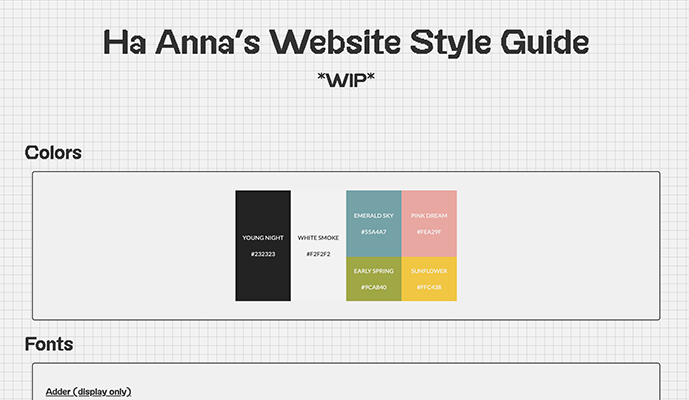 Ha Anna's Website Style Guide
*WIP*
Colors
YOUNG NIGHT
#232323
WHITE SMOKE
#F2F2F2
EMERALD SKY
#55A4A7
PINK DREAM
#FEA29F
EARLY SPRING
#9CAB40
SUNFLOWER
#FFC438
Fonts
Adder (display only)